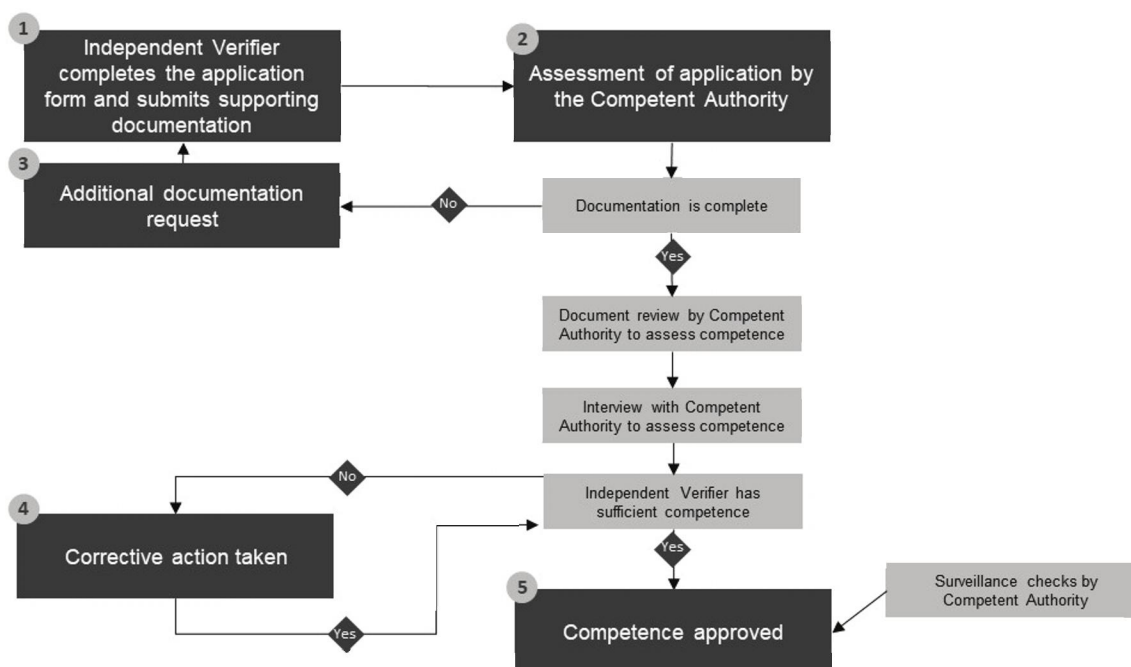 1
Independent Verifier
completes the application
form and submits supporting
documentation
2
Assessment of application by
the Competent Authority
3
Additional documentation
request
No
Documentation is complete
Yes
Document review by Competent
Authority to assess competence
Interview with Competent
Authority to assess competence
No
Independent Verifier has
sufficient competence
4
Corrective action taken
Yes
Yes
5
Competence approved
Surveillance checks by
Competent Authority